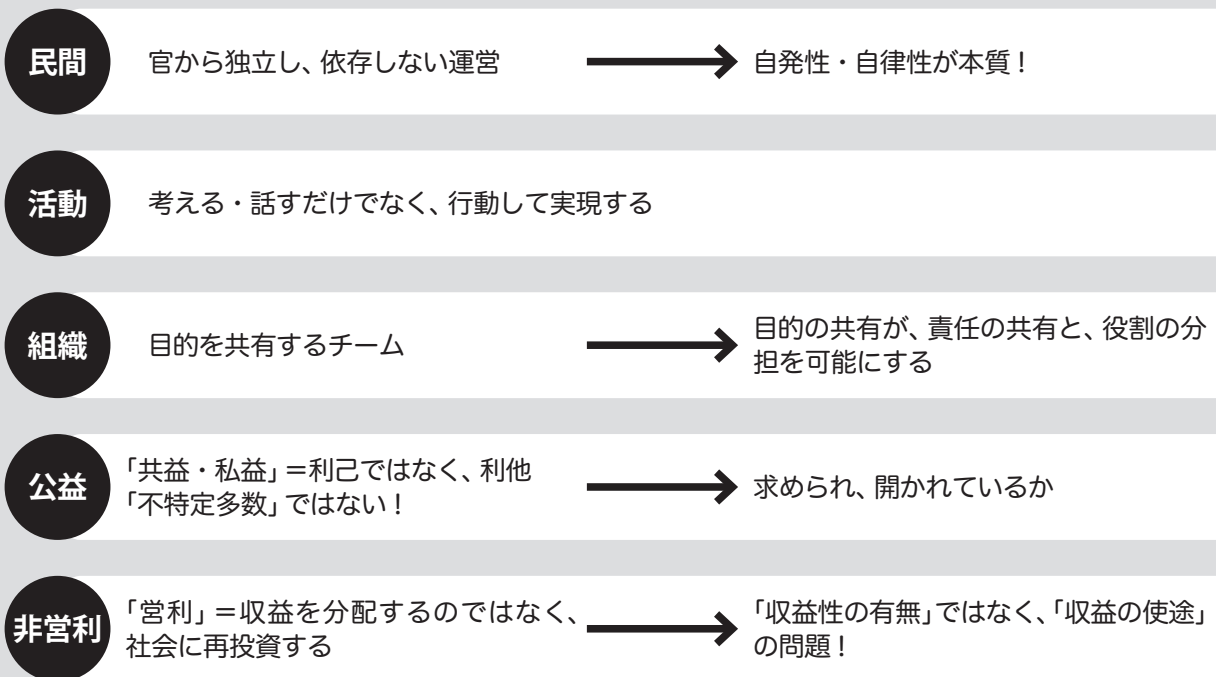 民間
官から独立し、依存しない運営
自発性・自律性が本質！
活動
考える・話すだけでなく、行動して実現する
組織
目的を共有するチーム
目的の共有が、責任の共有と、役割の分
担を可能にする
公益
「共益・私益」＝利己ではなく、利他
「不特定多数」ではない！
求められ、開かれているか
非営利
「営利」＝収益を分配するのではなく、
社会に再投資する
「収益性の有無」ではなく、「収益の使途」
の問題！